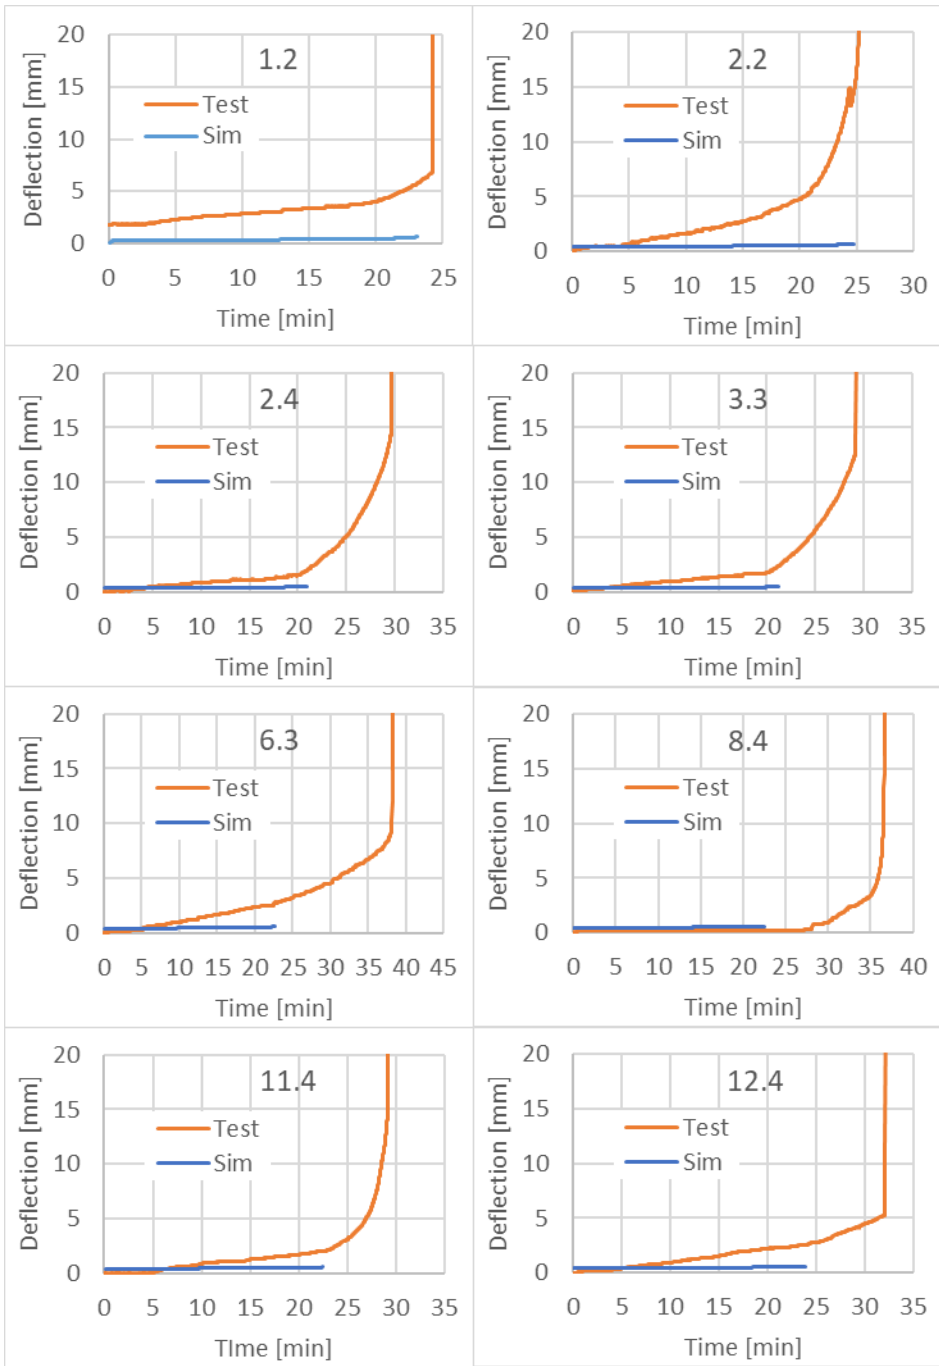 1.2
Deflection [mm]
20
15
10
5
0
Test
Sim
0 5 10 15 20 25
Time [min]
2.2
Deflection [mm]
20
15
10
5
0
Test
Sim
0 5 10 15 20 25 30
Time [min]
2.4
Deflection [mm]
20
15
10
5
0
Test
Sim
0 5 10 15 20 25 30 35
Time [min]
3.3
Deflection [mm]
20
15
10
5
0
Test
Sim
0 5 10 15 20 25 30 35
Time [min]
6.3
Deflection [mm]
20
15
10
5
0
Test
Sim
0 5 10 15 20 25 30 35 40 45
Time [min]
8.4
Deflection [mm]
20
15
10
5
0
Test
Sim
0 5 10 15 20 25 30 35 40
Time [min]
11.4
Deflection [mm]
20
15
10
5
0
Test
Sim
0 5 10 15 20 25 30 35
TIme [min]
12.4
Deflection [mm]
20
15
10
5
0
Test
Sim
0 5 10 15 20 25 30 35
Time [min]